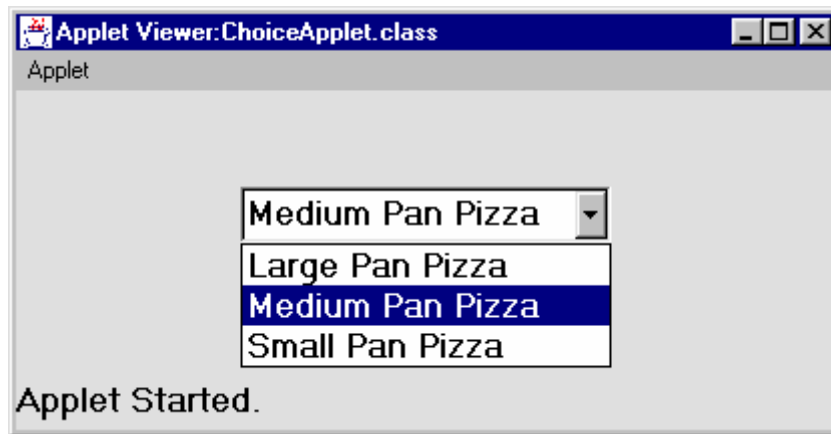 Applet Viewer:ChoiceApplet.class
Applet
Medium Pan Pizza
Large Pan Pizza
Medium Pan Pizza
Small Pan Pizza
Applet Started.